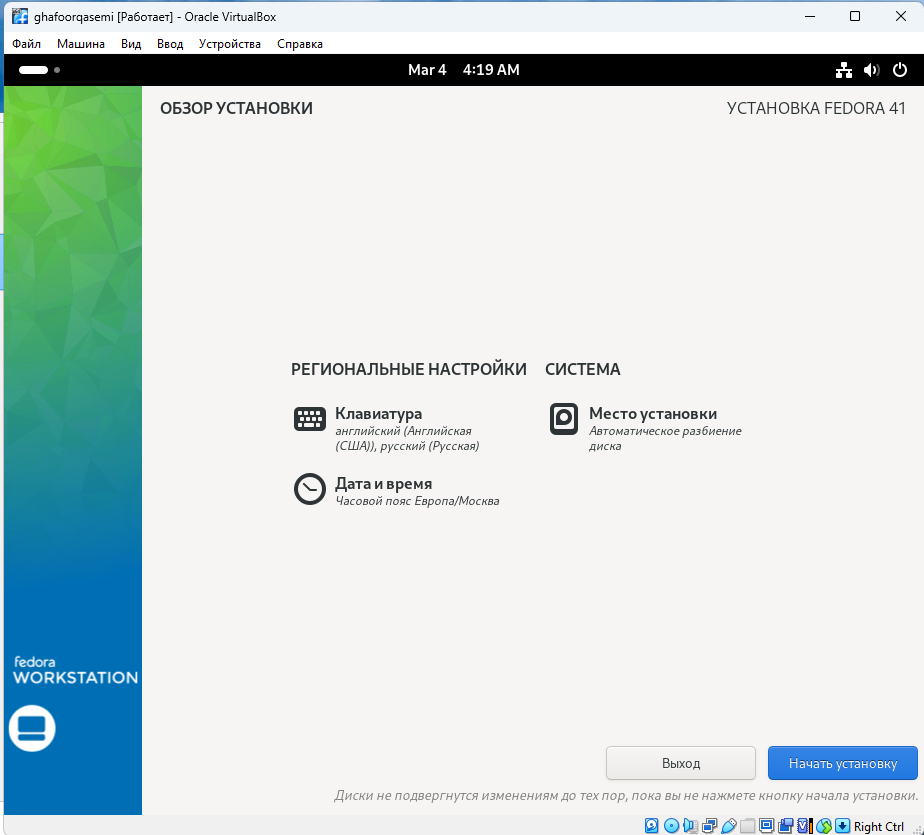 ghafoorqasemi [Работает] - Oracle VirtualBox
Файл Машина Вид Ввод Устройства Справка
Mar 4 4:19 AM
ОБЗОР УСТАНОВКИ
УСТАНОВКА FEDORA 41
РЕГИОНАЛЬНЫЕ НАСТРОЙКИ
Клавиатура
английский (Английская
(США)), русский (Русская)
Дата и время
Часовой пояс Европа/Москва
СИСТЕМА
Место установки
Автоматическое разбиение
диска
fedora
WORKSTATION
Выход
Начать установку
Диски не подвергнутся изменениям до тех пор, пока вы не нажмете кнопку начала установки.
Right Ctrl